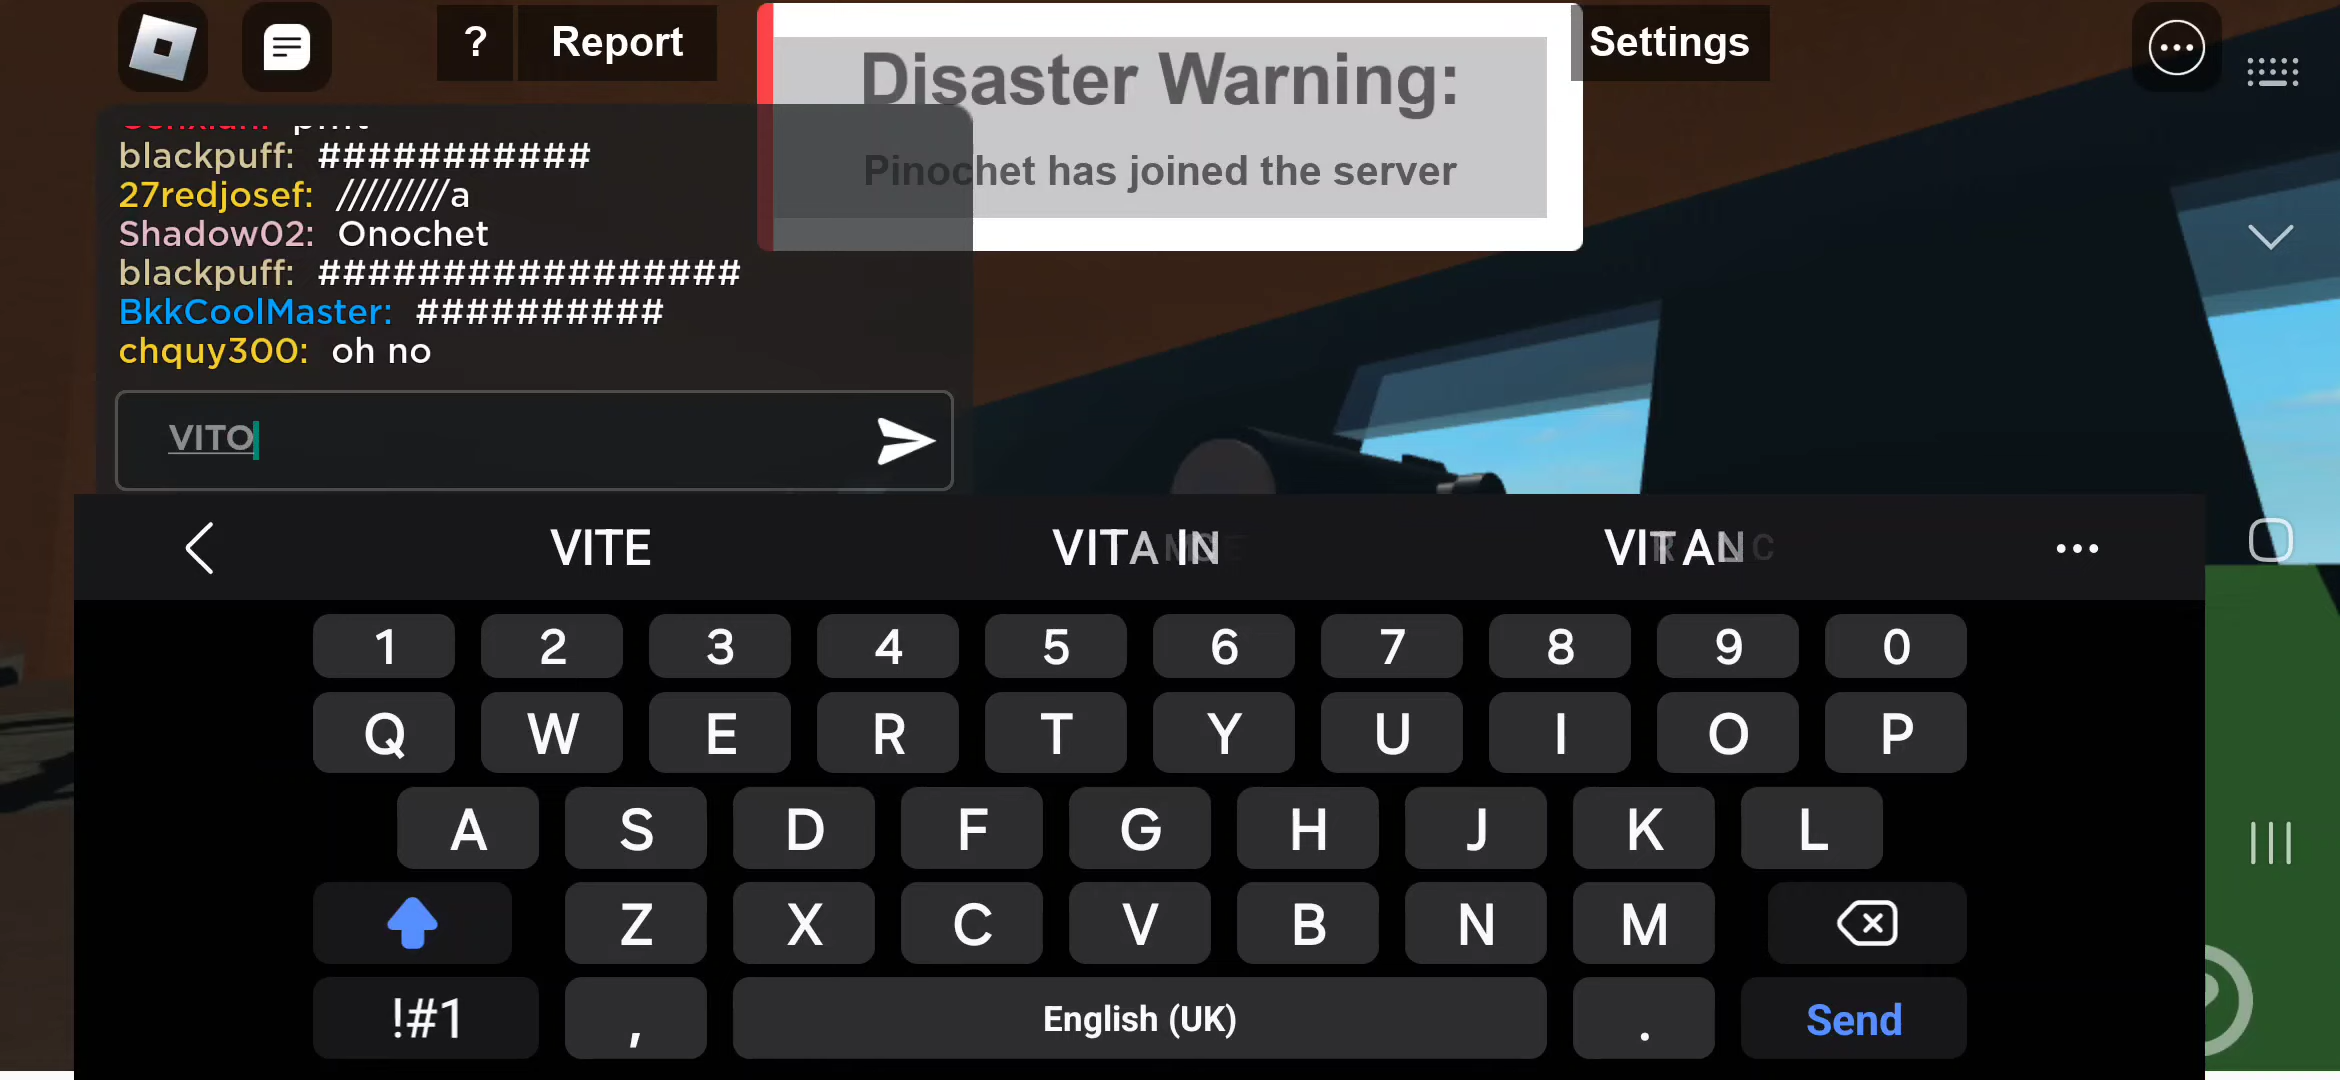 ? Report
Settings
Disaster Warning:
Pinochet has joined the server
blackpuff: ###########
27redjosef: /////////a
Shadow02: Onochet
blackpuff: #################
BkkCoolMaster: ##########
chquy300: oh no
VITO
VITE
1 2 3 4 5 6 7 8 9 0
Q W E R T Y U I O P
A S D F G H J K L
Z X C V B N M
!#1 , English (UK) . Send